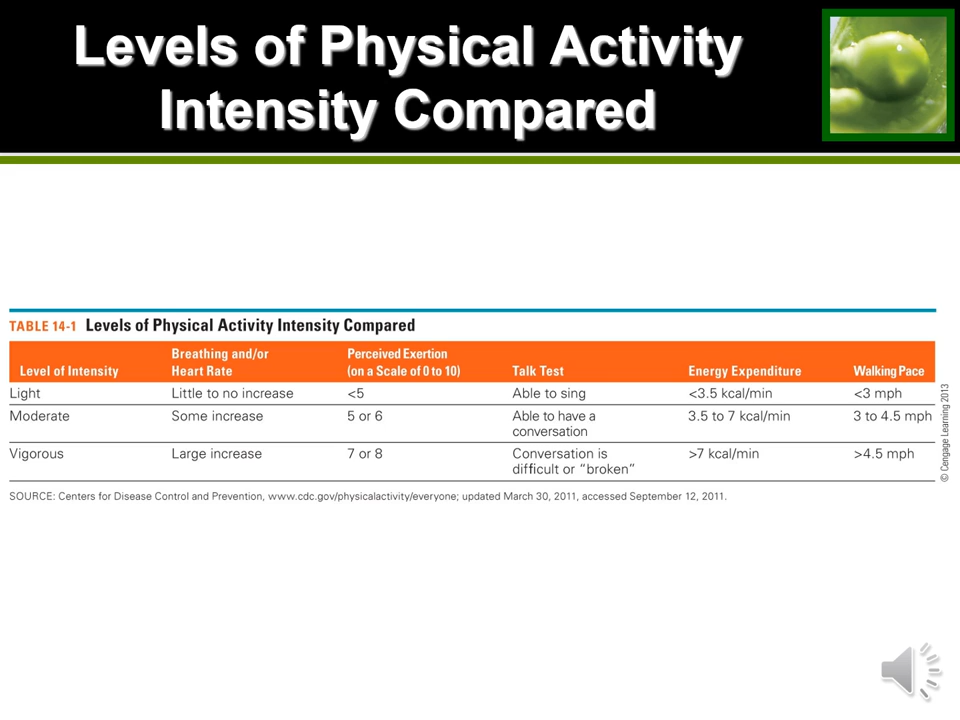 Levels of Physical Activity
Intensity Compared
TABLE 14-1 Levels of Physical Activity Intensity Compared
Level of Intensity Breathing and/or Heart Rate Perceived Exertion (on a Scale of 0 to 10) Talk Test Energy Expenditure Walking Pace
Light Little to no increase <5 Able to sing <3.5 kcal/min <3 mph
Moderate Some increase 5 or 6 Able to have a conversation 3.5 to 7 kcal/min 3 to 4.5 mph
Vigorous Large increase 7 or 8 Conversation is difficult or “broken” >7 kcal/min >4.5 mph
SOURCE: Centers for Disease Control and Prevention, www.cdc.gov/physicalactivity/everyone; updated March 30, 2011, accessed September 12, 2011.
© Cengage Learning 2013